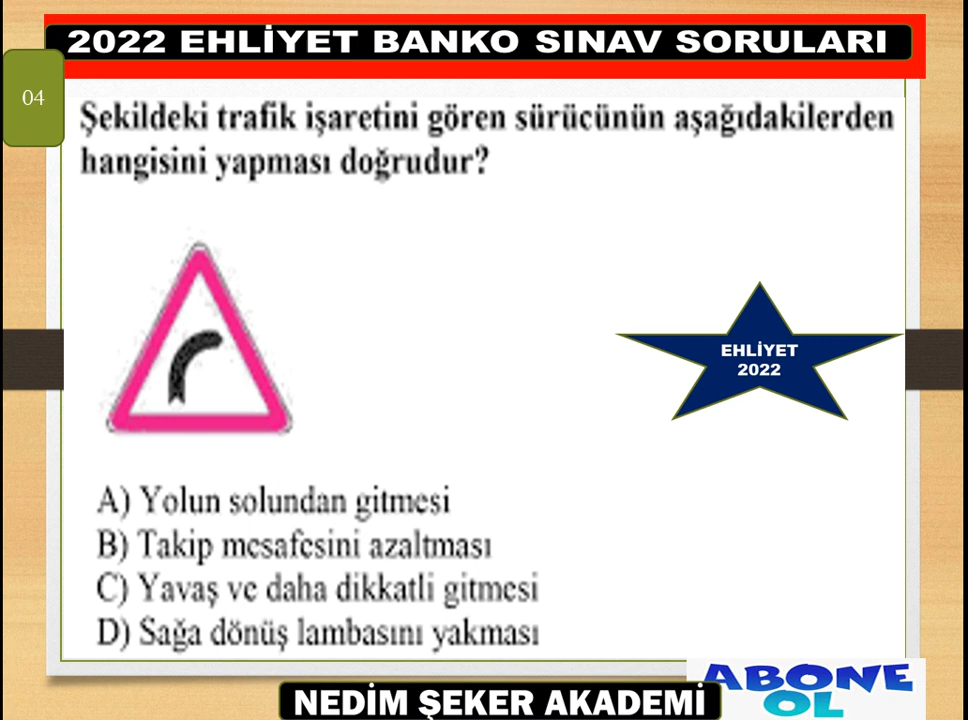 2022 EHLİYET BANKO SINAV SORULARI
04
Şekildeki trafik işaretini gören sürücünün aşağıdakilerden
hangisini yapması doğrudur?
EHLİYET
2022
A) Yolun solundan gitmesi
B) Takip mesafesini azaltması
C) Yavaş ve daha dikkatli gitmesi
D) Sağa dönüş lambasını yakması
NEDİM ŞEKER AKADEMİ
ABONE
OL